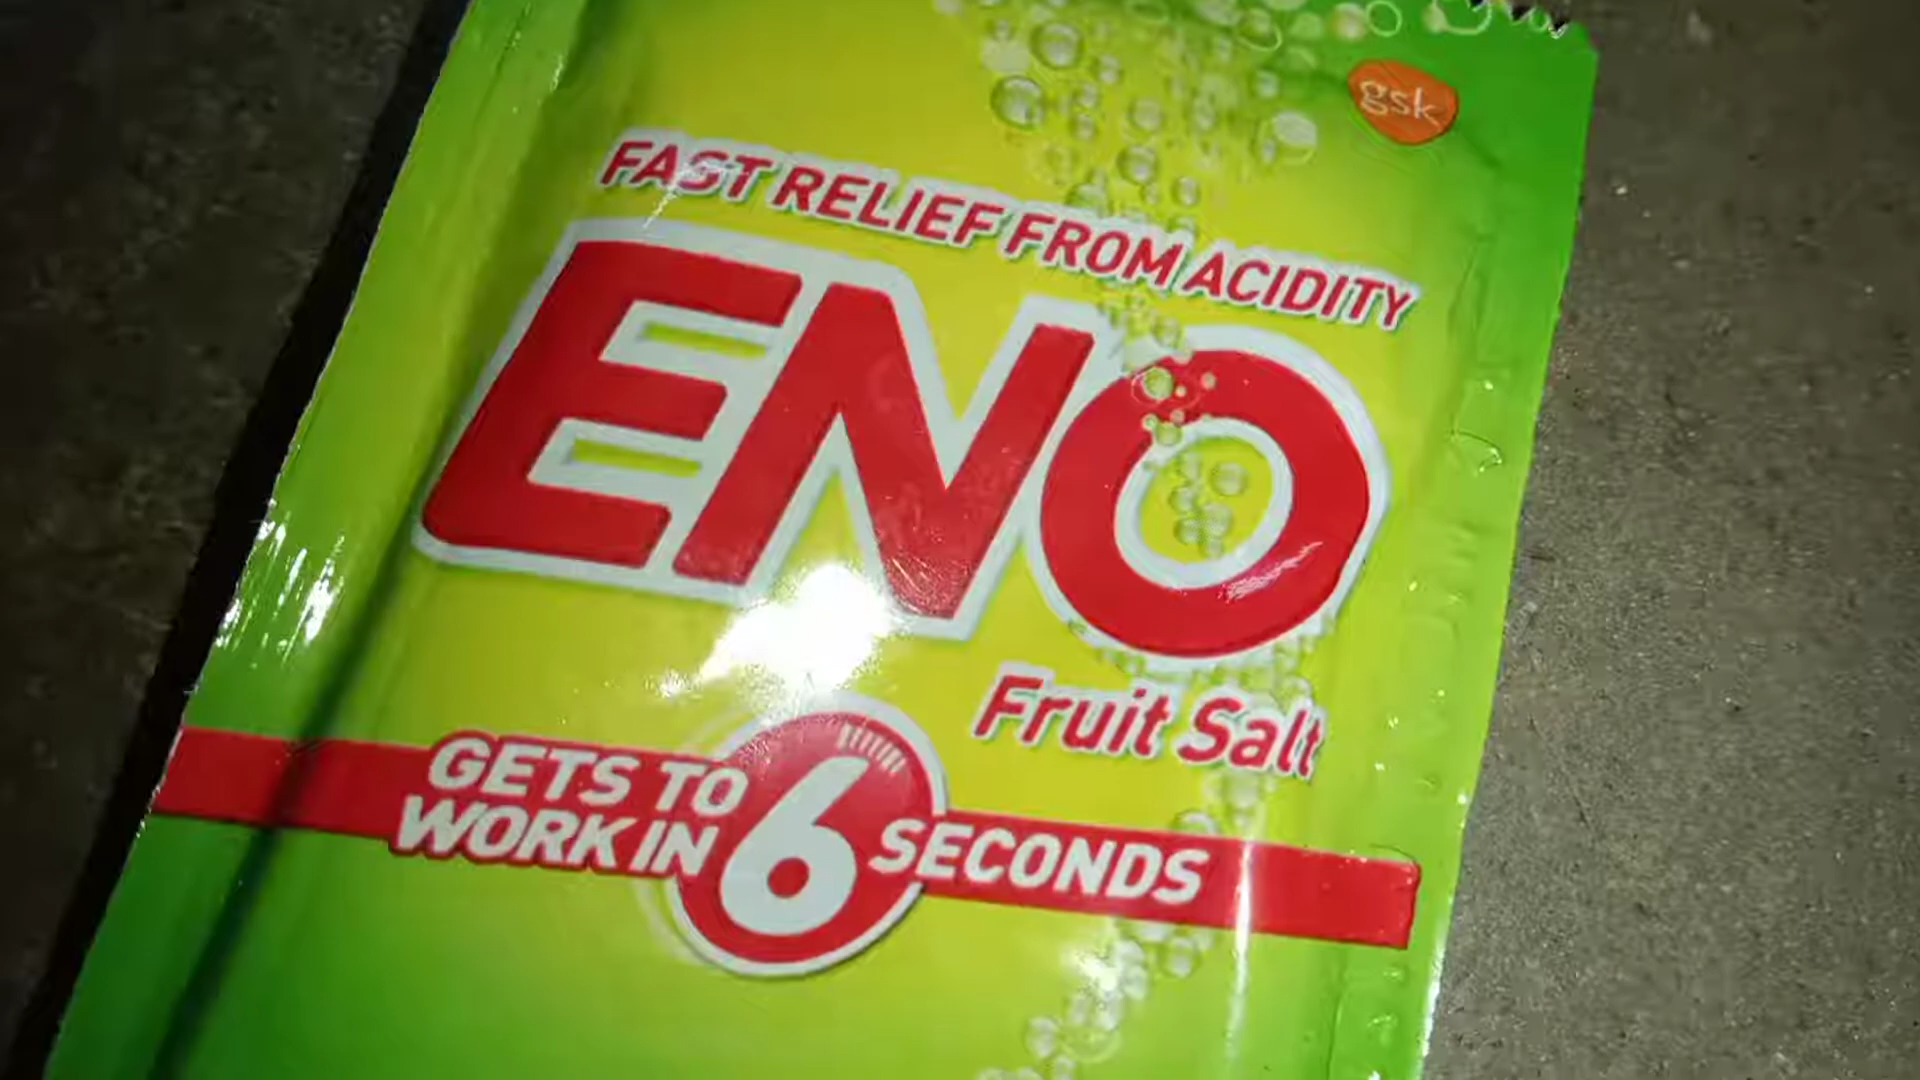 gsk
FAST RELIEF FROM ACIDITY
ENO
Fruit Salt
GETS TO
WORK IN 6 SECONDS